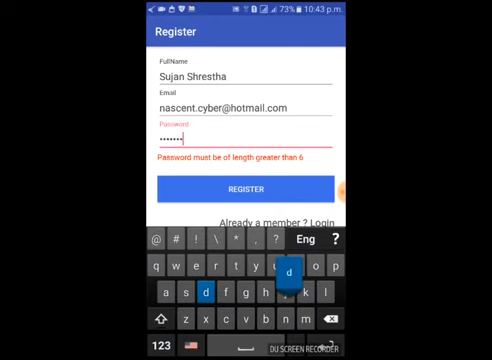 73% 10:43 p.m.
Register
FullName
Sujan Shrestha
Email
nascent.cyber@hotmail.com
Password
•••••••
Password must be of length greater than 6
REGISTER
Already a member ? Login
@ # ! \ * , ? Eng ?
q w e r t y u o p
d
a s d f g h j k l
z x c v b n m
123
DU SCREEN RECORDER